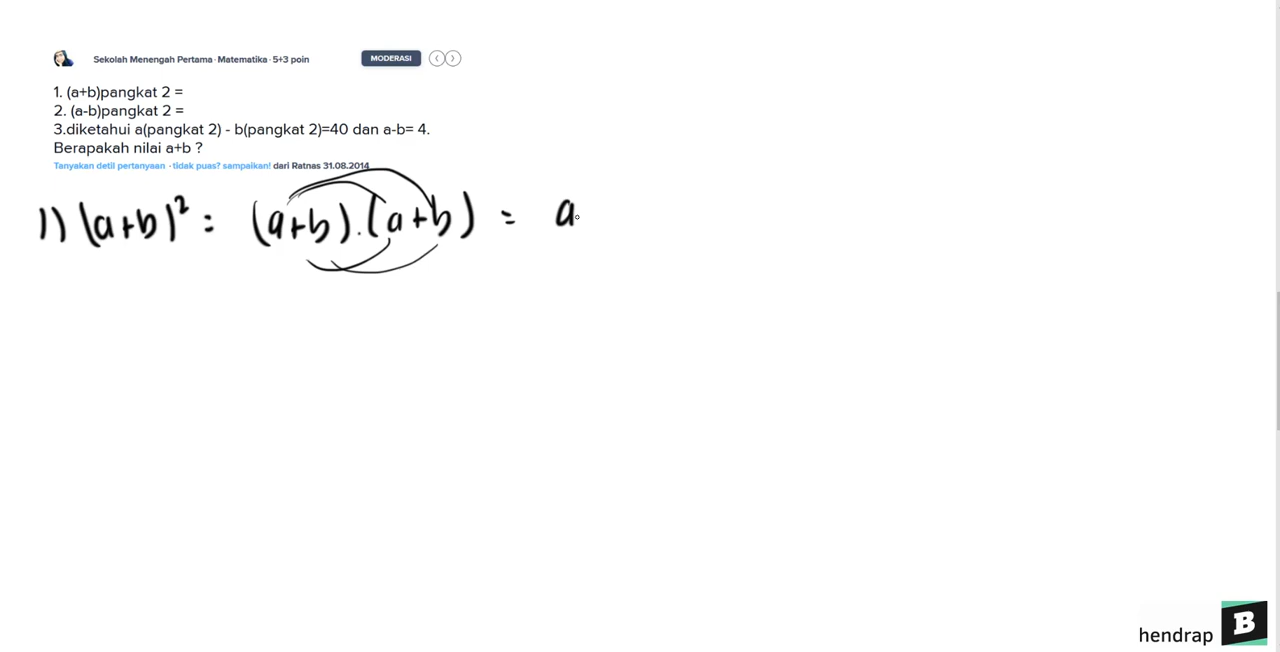 Sekolah Menengah Pertama · Matematika · 5+3 poin MODERASI
1. (a+b)pangkat 2 =
2. (a-b)pangkat 2 =
3.diketahui a(pangkat 2) - b(pangkat 2)=40 dan a-b= 4.
Berapakah nilai a+b ?
Tanyakan detil pertanyaan · tidak puas? sampaikan! dari Ratnas 31.08.2014
1) (a+b)² = (a+b).(a+b) = a
hendrap B